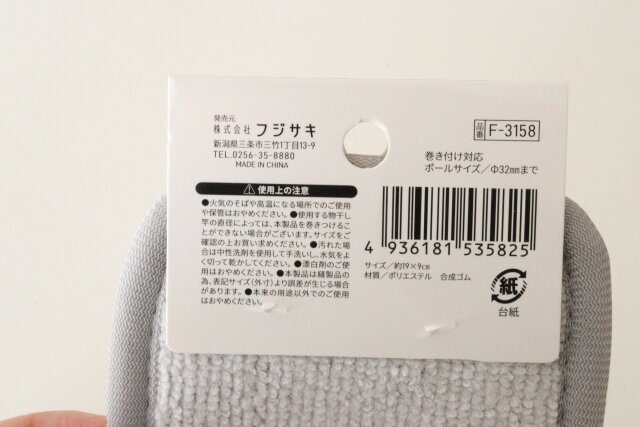 発売元
株式会社 フジサキ
新潟県三条市三竹1丁目13-9
TEL.0256-35-8880
MADE IN CHINA
使用上の注意
●火気のそばや高温になる場所でのご使用
や保管はおやめください。●使用する物干し
竿の直径によっては、本製品を巻きつけるこ
とができない場合がございます。サイズをご
確認の上お買い求めください。●汚れた場
合は中性洗剤を使用して手洗いし、水気をよ
く切って乾かしてください。●漂白剤のご使
用はおやめください。●本製品は縫製品の
為、表記サイズ(外寸)より誤差が生じる場合
があります。●本来の用途以外でのご使用
はおやめください。
品番 F-3158
巻き付け対応
ポールサイズ/Φ32mmまで
4 936181 535825
サイズ/約19×9cm
材質/ポリエステル 合成ゴム
紙
台紙